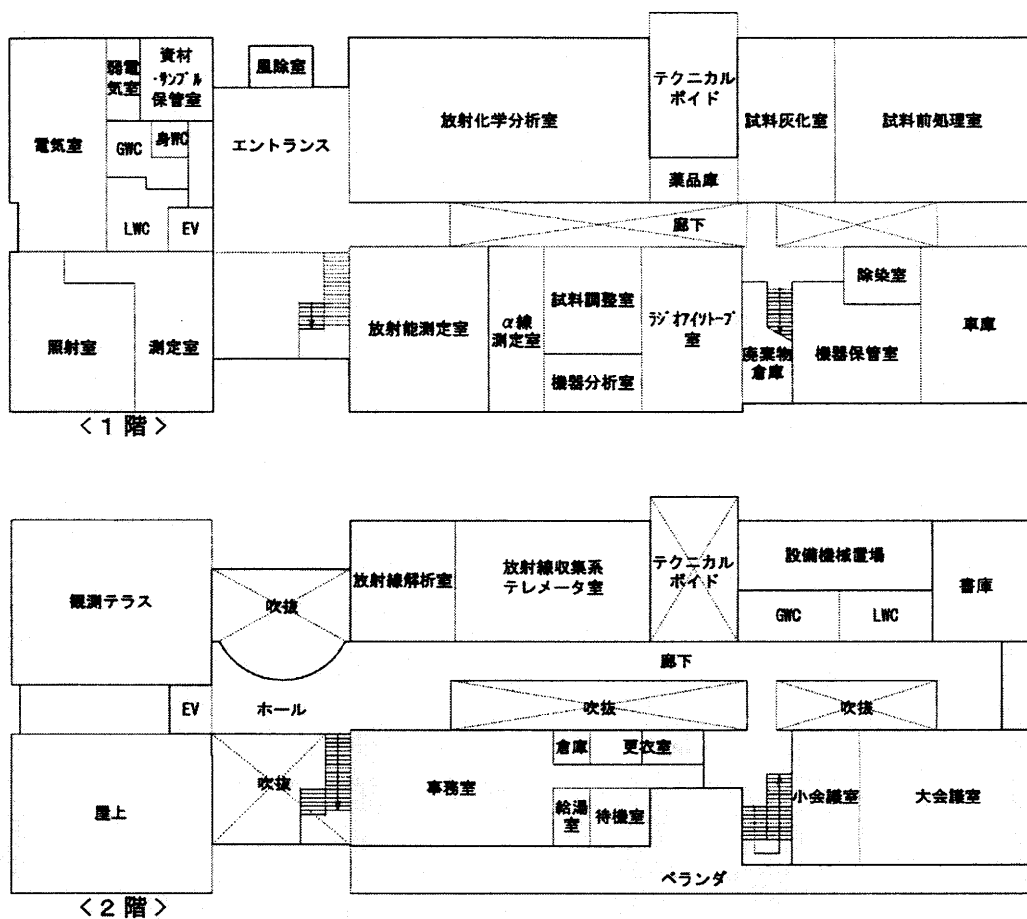 弱電
気室
資材
・サンプル
保管室
風除室
電気室
GWC
身WC
エントランス
放射化学分析室
テクニカル
ボイド
試料灰化室
試料前処理室
薬品庫
LWC
EV
廊下
照射室
測定室
放射能測定室
α線
測定室
試料調整室
機器分析室
ラジオアイソトープ
室
廃棄物
倉庫
除染室
機器保管室
車庫
<1階>
観測テラス
吹抜
放射線解析室
放射線収集系
テレメータ室
テクニカル
ボイド
設備機械置場
GWC
LWC
書庫
廊下
EV
ホール
吹抜
吹抜
屋上
吹抜
事務室
倉庫
更衣室
給湯
室
待機室
小会議室
大会議室
ベランダ
<2階>